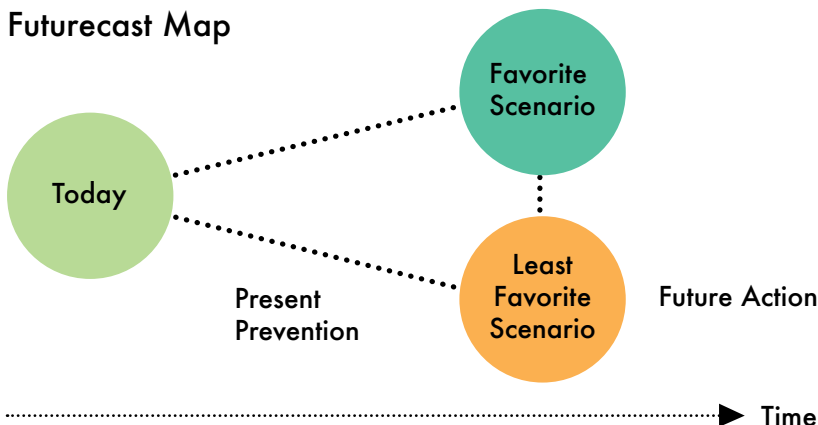 Futurecast Map
Favorite
Scenario
Today
Least
Favorite
Scenario
Present
Prevention
Future Action
Time